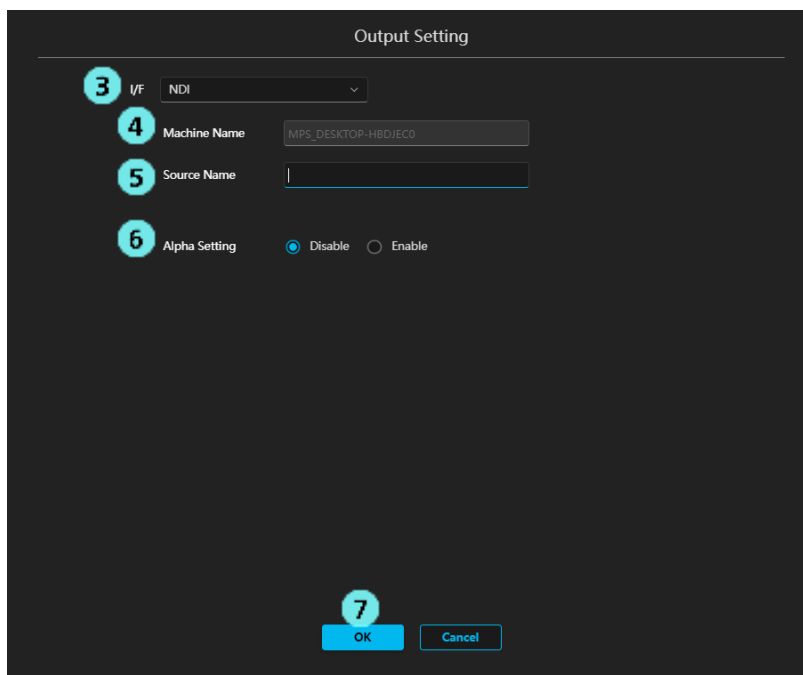 Output Setting
3 I/F NDI
4 Machine Name MPS_DESKTOP-HBDJEC0
5 Source Name
6 Alpha Setting Disable Enable
7
OK Cancel